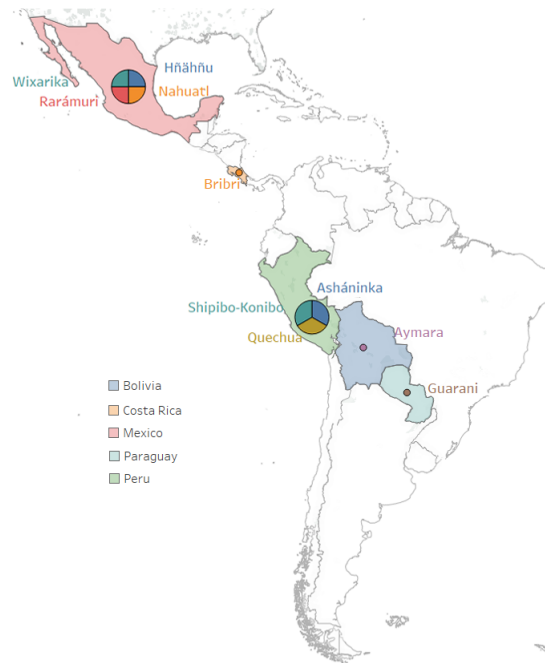 Hñähñu
Wixarika
Nahuatl
Rarámuri
Bribri
Asháninka
Shipibo-Konibo
Quechua
Aymara
Guarani
Bolivia
Costa Rica
Mexico
Paraguay
Peru